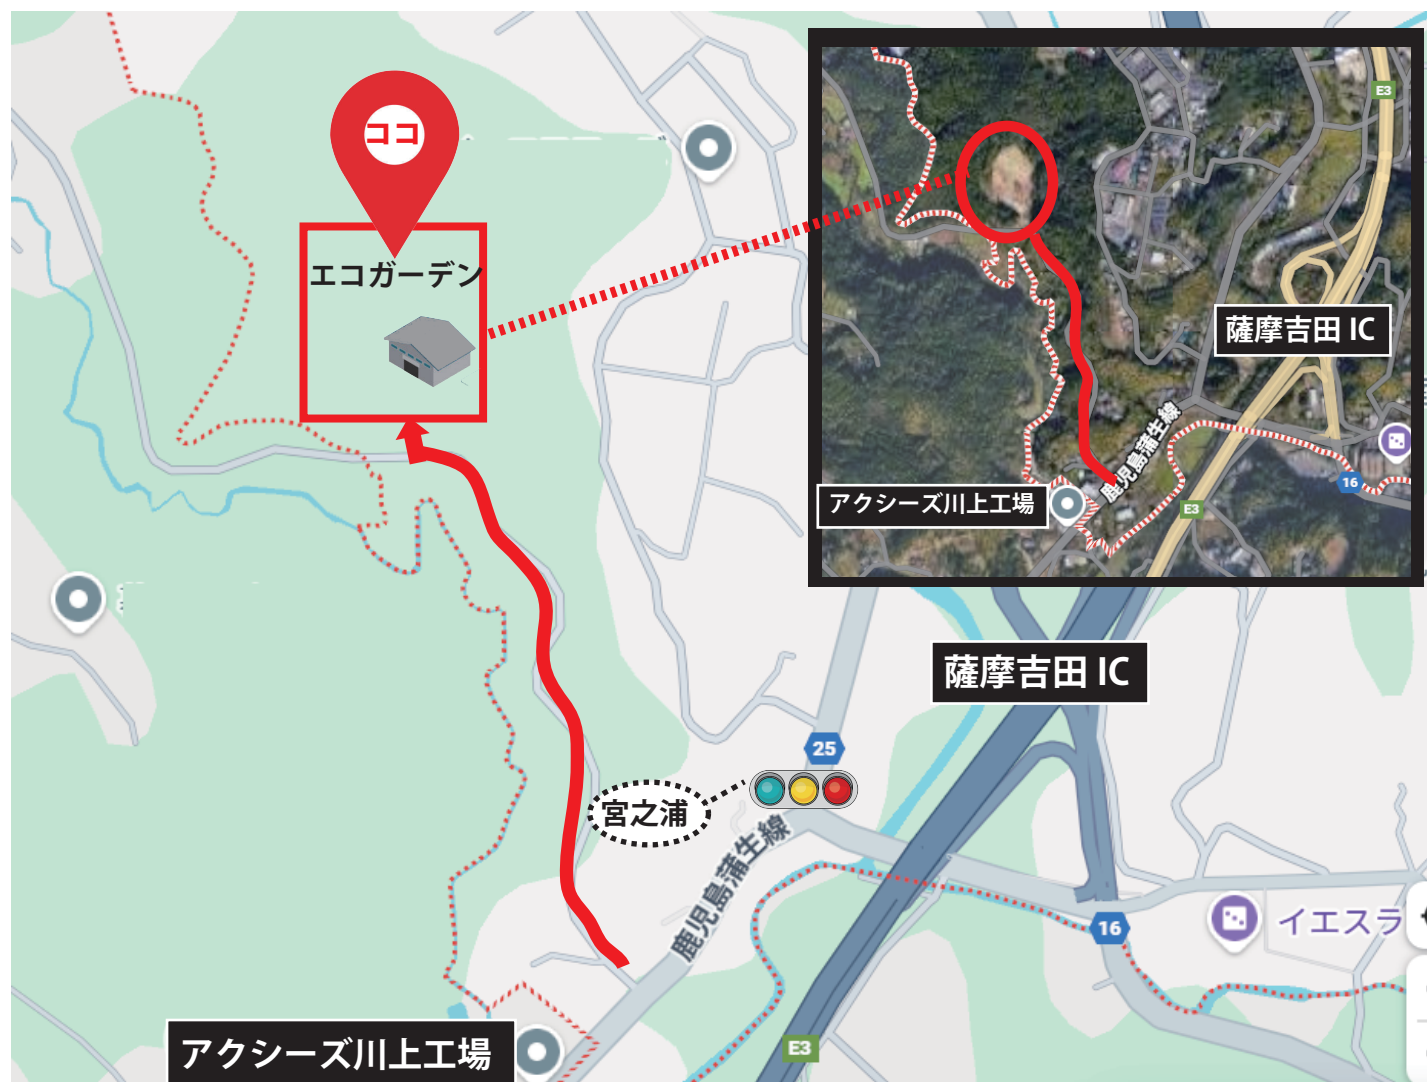 ココ
エコガーデン
E3
薩摩吉田 IC
鹿児島蒲生線
16
アクシーズ川上工場
E3
薩摩吉田 IC
25
宮之浦
鹿児島蒲生線
16
イエスラ
アクシーズ川上工場
E3